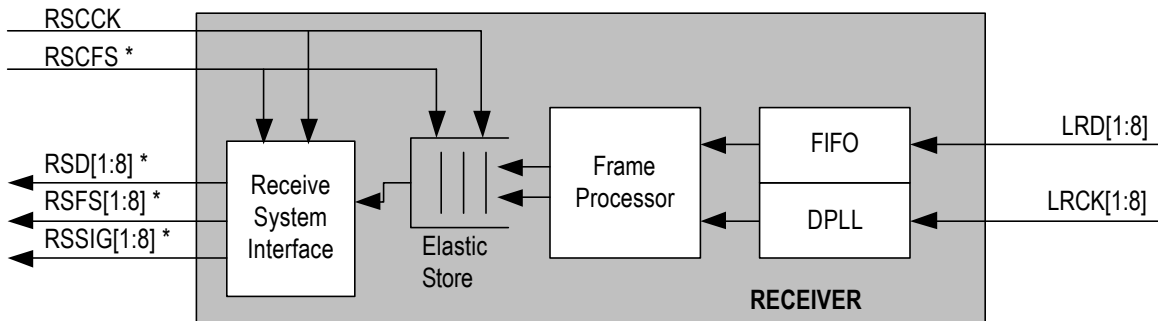 RSCCK
RSCFS *
RSD[1:8] *
RSFS[1:8] *
RSSIG[1:8] *
Receive
System
Interface
Elastic
Store
Frame
Processor
FIFO
DPLL
LRD[1:8]
LRCK[1:8]
RECEIVER